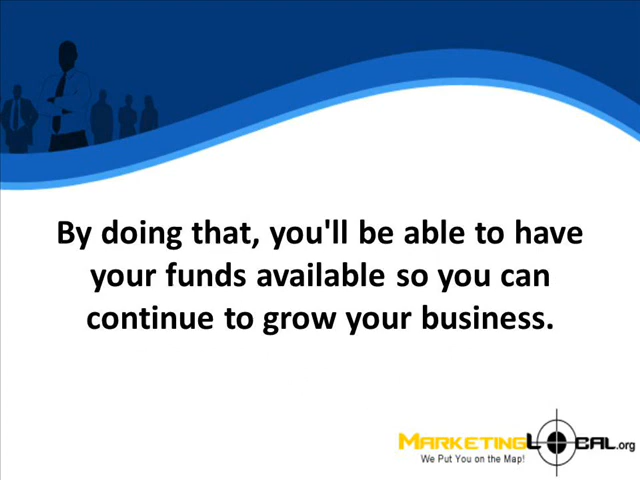 By doing that, you'll be able to have
your funds available so you can
continue to grow your business.
MARKETINGLOCAL.org
We Put You on the Map!